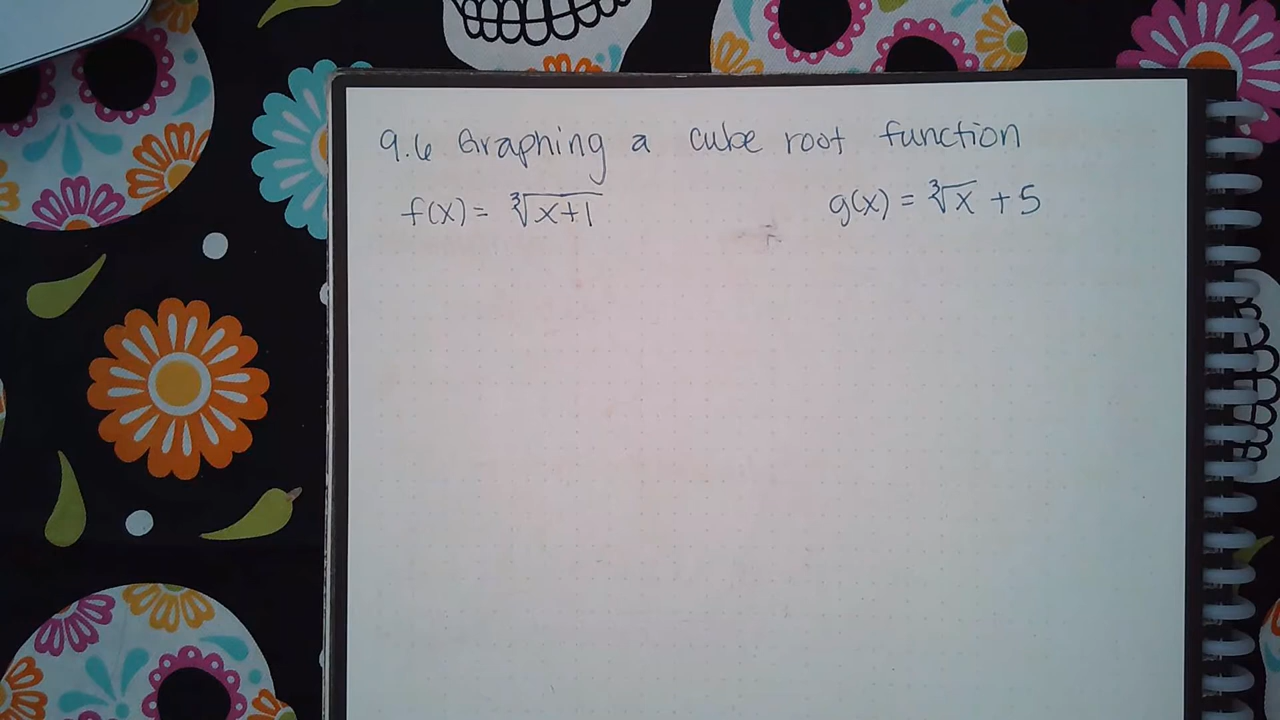 9.6 Graphing a cube root function
f(x) = ∛(x+1)
g(x) = ∛x + 5